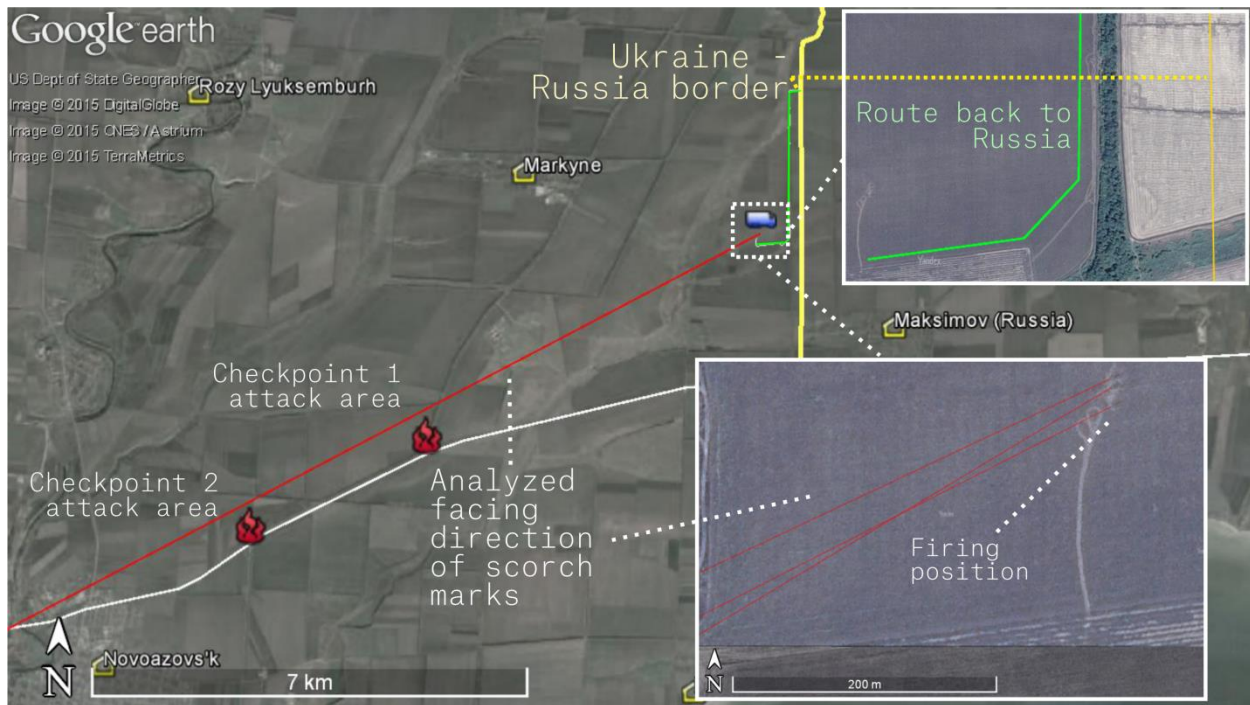 Google earth
US Dept of State Geographer
Image © 2015 DigitalGlobe
Image © 2015 CNES / Astrium
Image © 2015 TerraMetrics
Rozy Lyuksemburh
Markyne
Ukraine -
Russia border
Route back to
Russia
Yandex
Maksimov (Russia)
Checkpoint 1
attack area
Checkpoint 2
attack area
Analyzed
facing
direction
of scorch
marks
Firing
position
Novoazovs'k
N
7 km
N
200 m